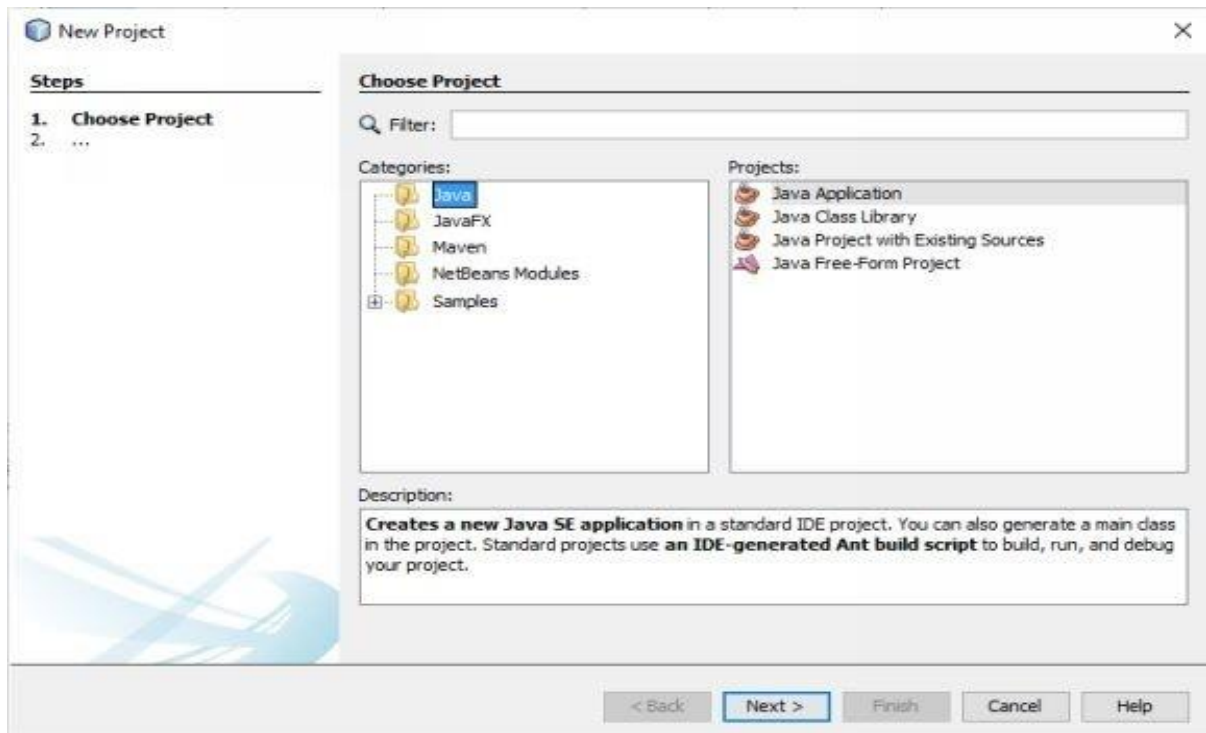 New Project
Steps
1. Choose Project
2. ...
Choose Project
Filter:
Categories:
Java
JavaFX
Maven
NetBeans Modules
Samples
Projects:
Java Application
Java Class Library
Java Project with Existing Sources
Java Free-Form Project
Description:
Creates a new Java SE application in a standard IDE project. You can also generate a main class
in the project. Standard projects use an IDE-generated Ant build script to build, run, and debug
your project.
< Back
Next >
Finish
Cancel
Help